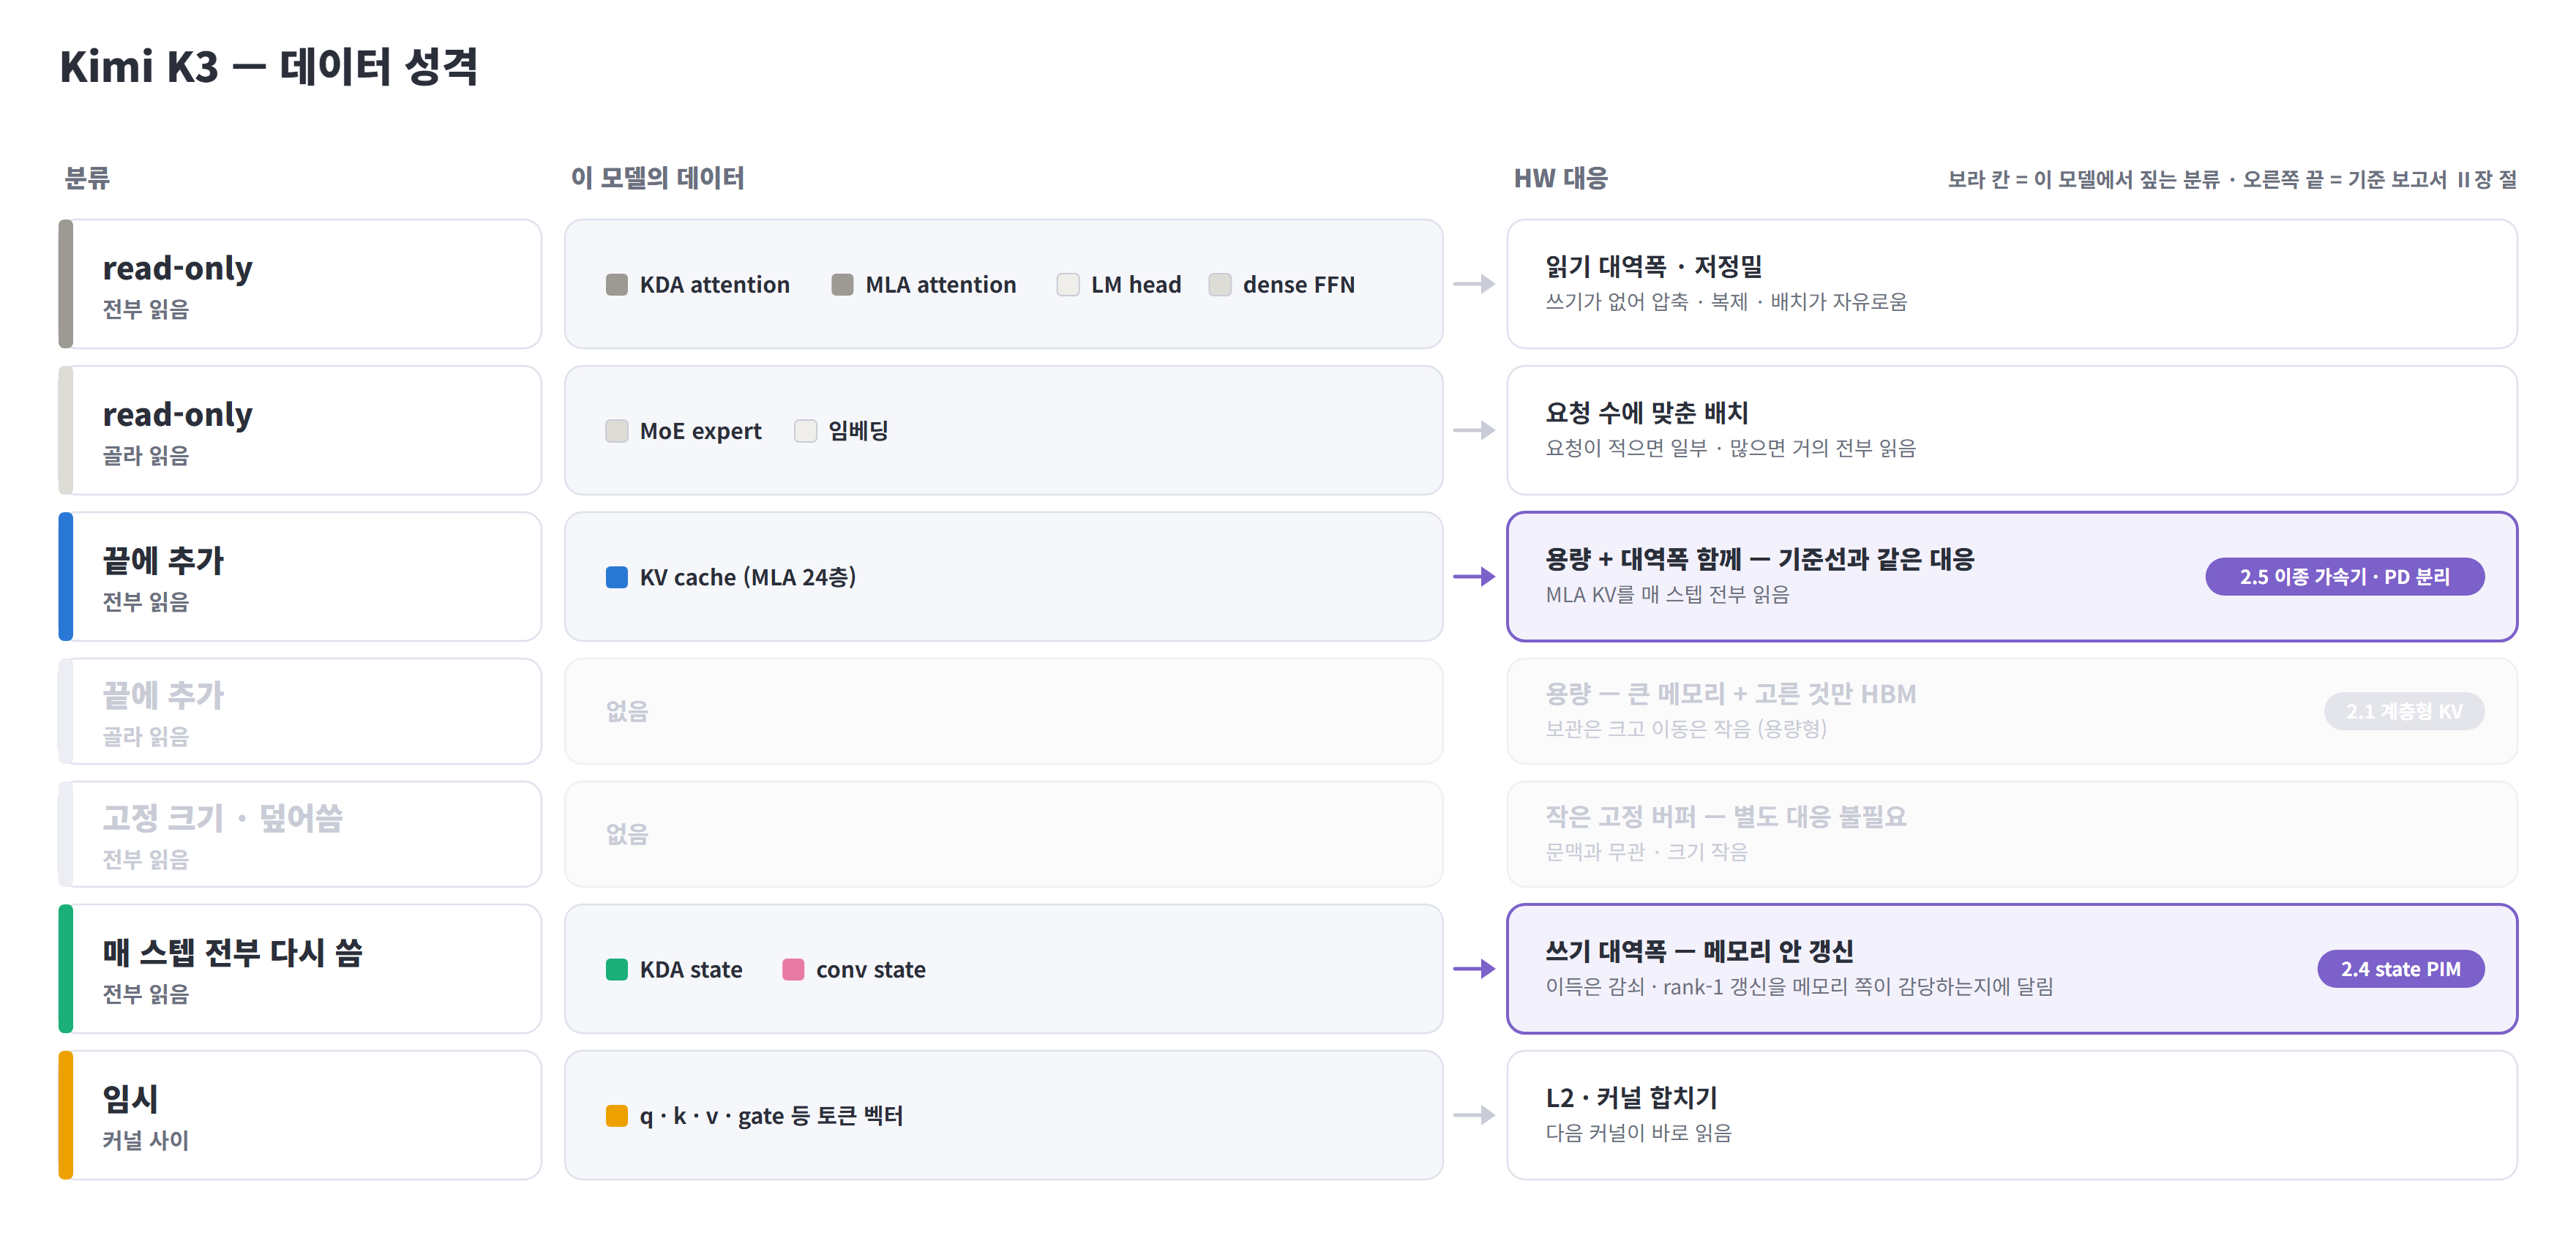 Kimi K3 — 데이터 성격
분류
이 모델의 데이터
HW 대응
보라 칸 = 이 모델에서 짚는 분류 · 오른쪽 끝 = 기준 보고서 II장 절
read-only
전부 읽음
KDA attention
MLA attention
LM head
dense FFN
읽기 대역폭 · 저정밀
쓰기가 없어 압축 · 복제 · 배치가 자유로움
read-only
골라 읽음
MoE expert
임베딩
요청 수에 맞춘 배치
요청이 적으면 일부 · 많으면 거의 전부 읽음
끝에 추가
전부 읽음
KV cache (MLA 24층)
용량 + 대역폭 함께 — 기준선과 같은 대응
MLA KV를 매 스텝 전부 읽음
2.5 이종 가속기 · PD 분리
끝에 추가
골라 읽음
없음
용량 — 큰 메모리 + 고른 것만 HBM
보관은 크고 이동은 작음 (용량형)
2.1 계층형 KV
고정 크기 · 덮어씀
전부 읽음
없음
작은 고정 버퍼 — 별도 대응 불필요
문맥과 무관 · 크기 작음
매 스텝 전부 다시 씀
전부 읽음
KDA state
conv state
쓰기 대역폭 — 메모리 안 갱신
이득은 감쇠 · rank-1 갱신을 메모리 쪽이 감당하는지에 달림
2.4 state PIM
임시
커널 사이
q · k · v · gate 등 토큰 벡터
L2 · 커널 합치기
다음 커널이 바로 읽음